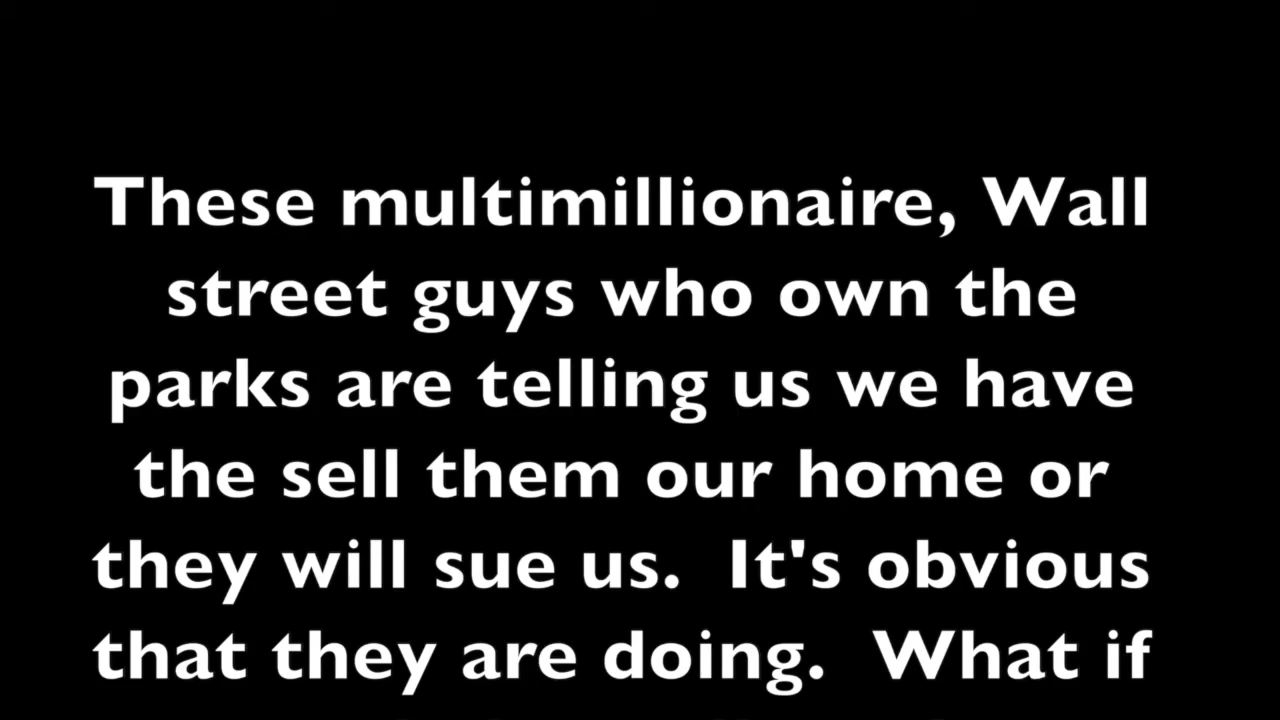 These multimillionaire, Wall
street guys who own the
parks are telling us we have
the sell them our home or
they will sue us.  It's obvious
that they are doing.  What if